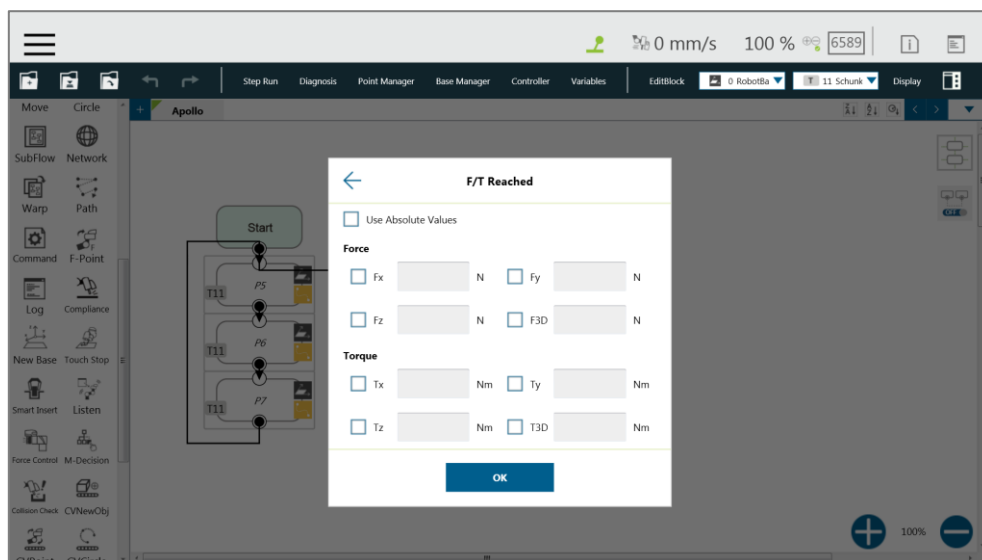 0 mm/s 100 % 6589
Step Run Diagnosis Point Manager Base Manager Controller Variables EditBlock 0 RobotBa T 11 Schunk Display
Move Circle + Apollo
SubFlow Network
Warp Path
Command F-Point
Log Compliance
New Base Touch Stop
Smart Insert Listen
Force Control M-Decision
Collision Check CVNewObj
Start
T11 P5
T11 P6
T11 P7
OFF
F/T Reached
Use Absolute Values
Force
Fx N Fy N
Fz N F3D N
Torque
Tx Nm Ty Nm
Tz Nm T3D Nm
OK
100%